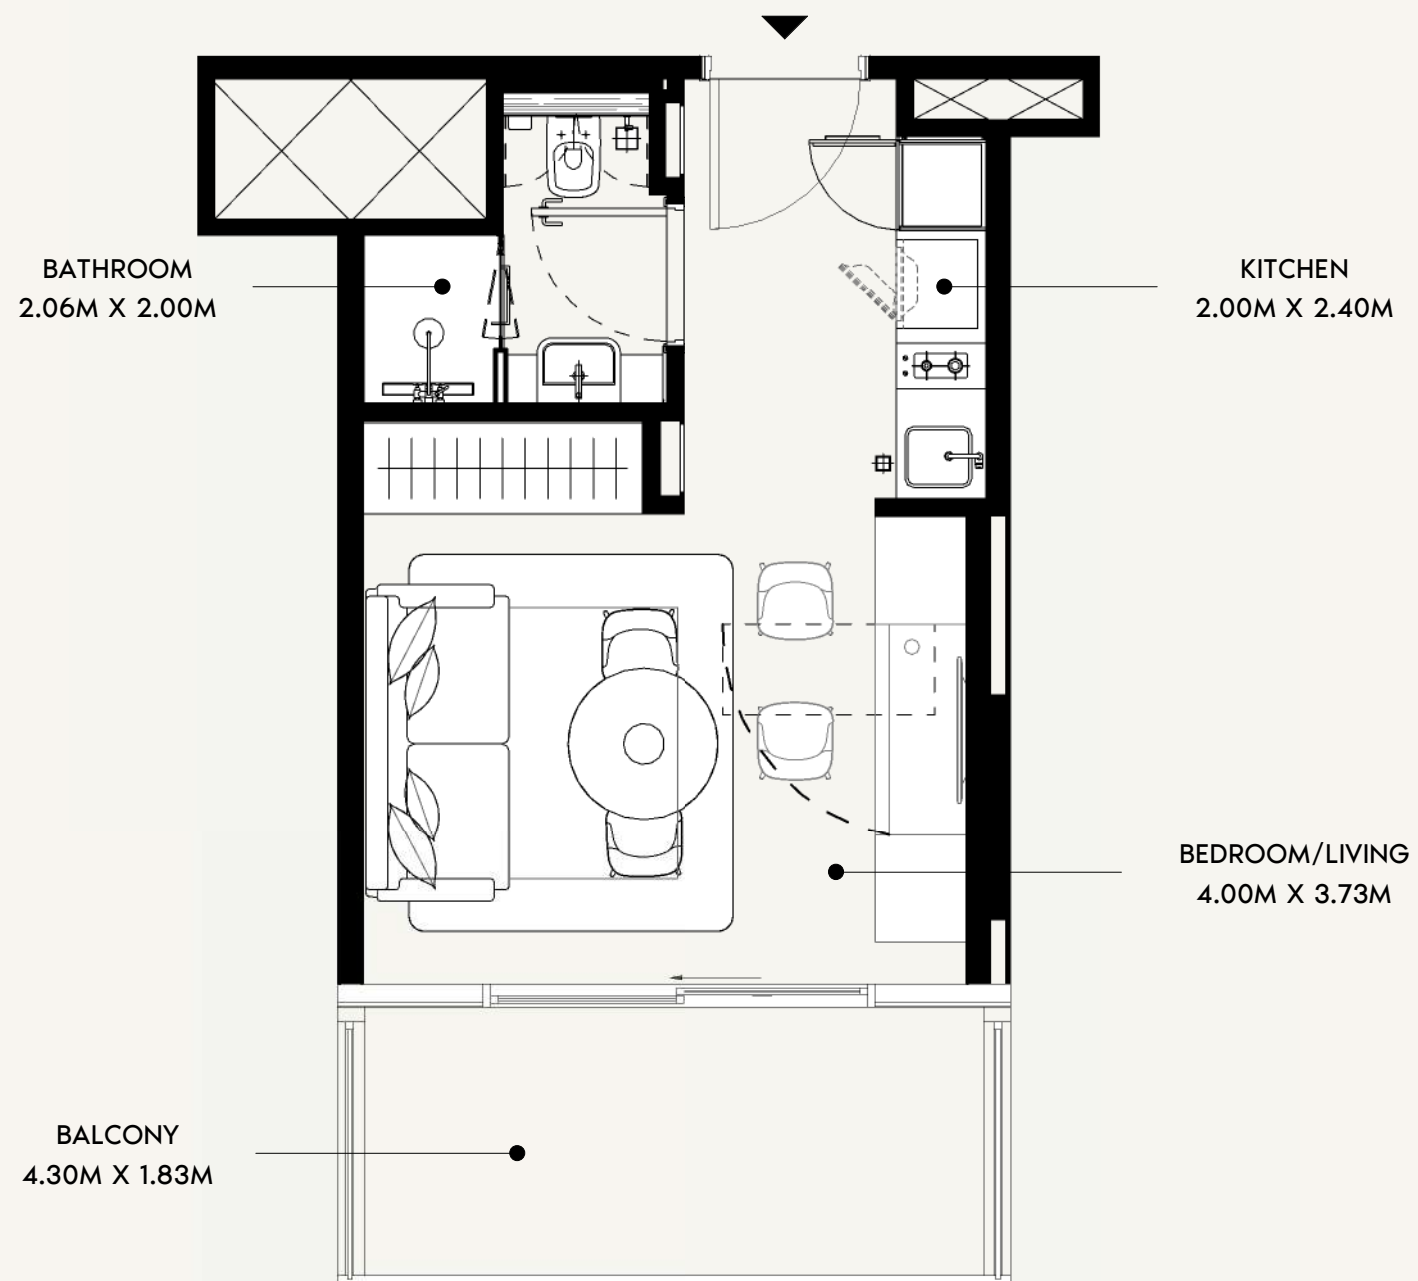 BATHROOM
2.06M X 2.00M
KITCHEN
2.00M X 2.40M
BEDROOM/LIVING
4.00M X 3.73M
BALCONY
4.30M X 1.83M